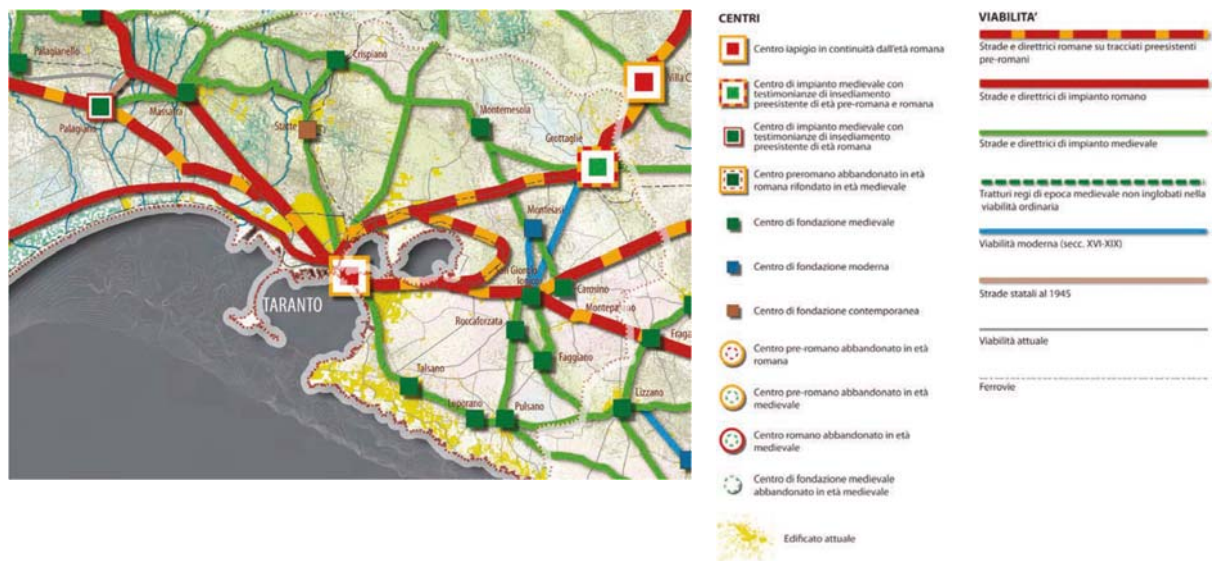 Palagianello
Crispiano
Villa C
Massafra
Palagiano
Statte
Montemesola
Grottaglie
Monteiasi
San Giorgio
Ionico
Carosino
TARANTO
Roccaforzata
Faggiano
Fraga
Talsano
Lizzano
Leporano
Pulsano
CENTRI
Centro iapigio in continuità dall'età romana
Centro di impianto medievale con
testimonianze di insediamento
preesistente di età pre-romana e romana
Centro di impianto medievale con
testimonianze di insediamento
preesistente di età romana
Centro preromano abbandonato in età
romana rifondato in età medievale
Centro di fondazione medievale
Centro di fondazione moderna
Centro di fondazione contemporanea
Centro pre-romano abbandonato in età
romana
Centro pre-romano abbandonato in età
medievale
Centro romano abbandonato in età
medievale
Centro di fondazione medievale
abbandonato in età medievale
Edificato attuale
VIABILITA'
Strade e direttrici romane su tracciati preesistenti
pre-romani
Strade e direttrici di impianto romano
Strade e direttrici di impianto medievale
Tratturi regi di epoca medievale non inglobati nella
viabilità ordinaria
Viabilità moderna (secc. XVI-XIX)
Strade statali al 1945
Viabilità attuale
Ferrovie